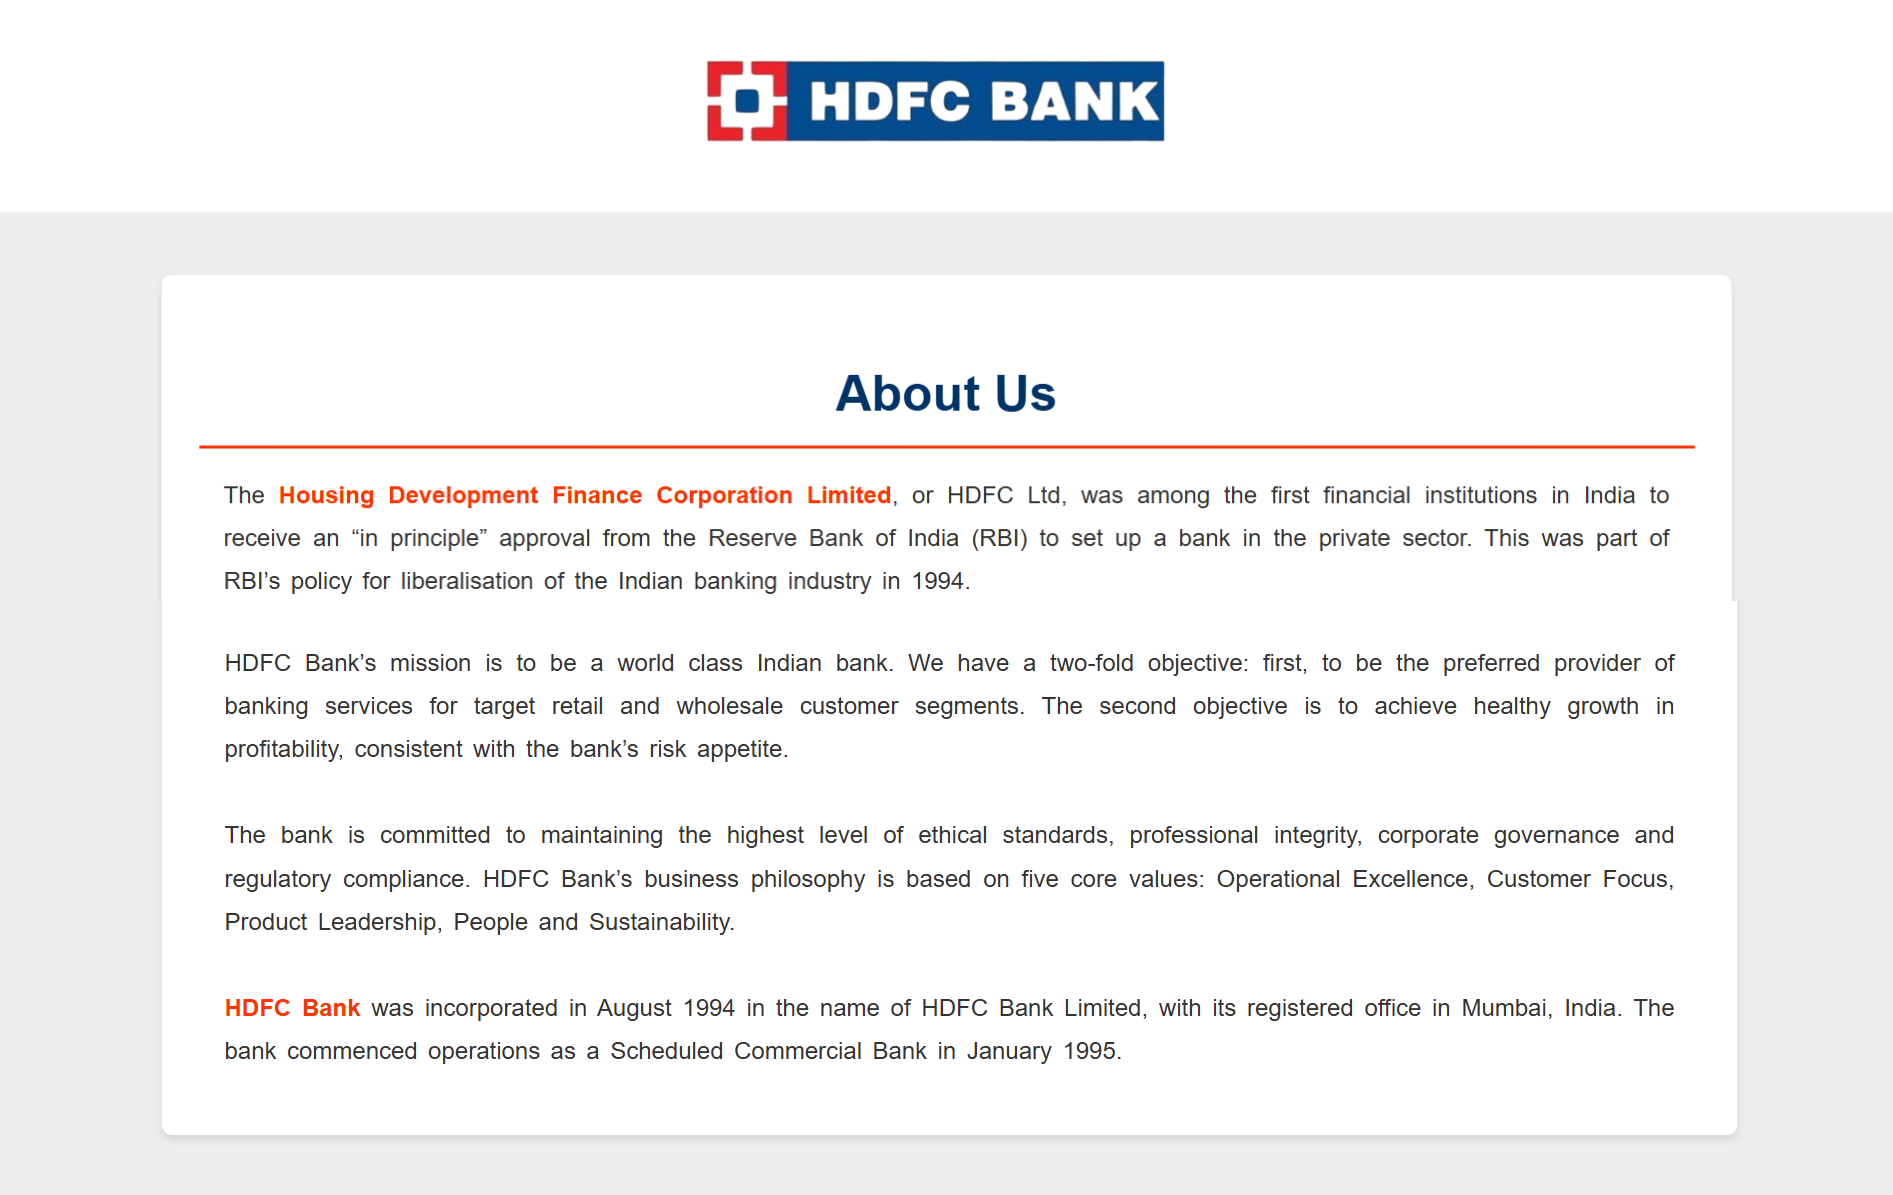 HDFC BANK
About Us
The Housing Development Finance Corporation Limited, or HDFC Ltd, was among the first financial institutions in India to
receive an “in principle” approval from the Reserve Bank of India (RBI) to set up a bank in the private sector. This was part of
RBI’s policy for liberalisation of the Indian banking industry in 1994.
HDFC Bank’s mission is to be a world class Indian bank. We have a two-fold objective: first, to be the preferred provider of
banking services for target retail and wholesale customer segments. The second objective is to achieve healthy growth in
profitability, consistent with the bank’s risk appetite.
The bank is committed to maintaining the highest level of ethical standards, professional integrity, corporate governance and
regulatory compliance. HDFC Bank’s business philosophy is based on five core values: Operational Excellence, Customer Focus,
Product Leadership, People and Sustainability.
HDFC Bank was incorporated in August 1994 in the name of HDFC Bank Limited, with its registered office in Mumbai, India. The
bank commenced operations as a Scheduled Commercial Bank in January 1995.